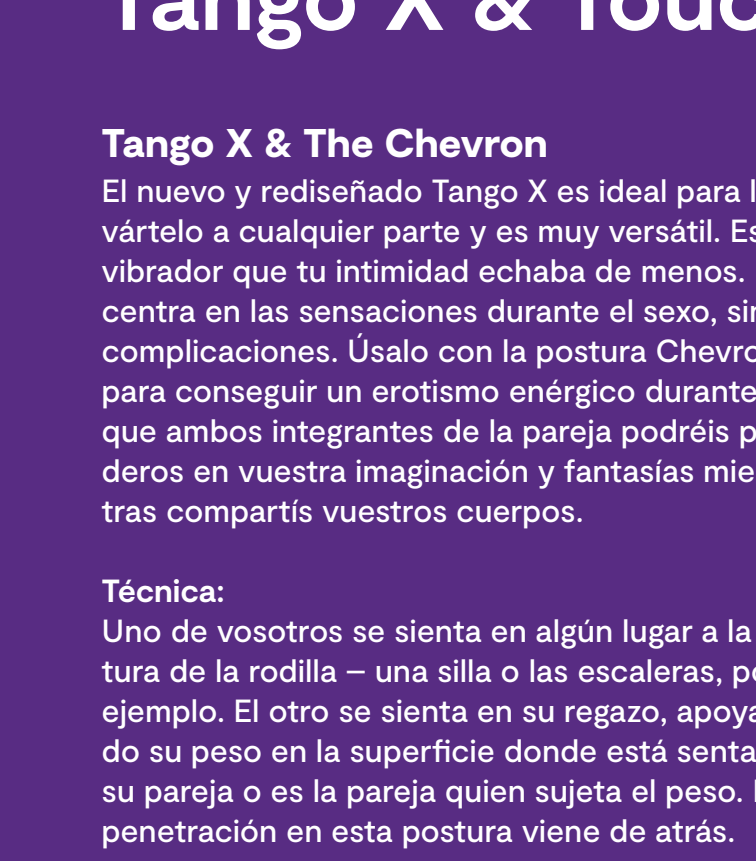 Tango X & Touc
Tango X & The Chevron
El nuevo y rediseñado Tango X es ideal para
vártelo a cualquier parte y es muy versátil.
vibrador que tu intimidad echaba de menos.
centra en las sensaciones durante el sexo,
complicaciones. Úsalo con la postura
para conseguir un erotismo enérgico durante
que ambos integrantes de la pareja podréis
deros en vuestra imaginación y fantasías mie
tras compartís vuestros cuerpos.
Técnica:
Uno de vosotros se sienta en algún lugar a la
tura de la rodilla – una silla o las escaleras,
ejemplo. El otro se sienta en su regazo, apoya
do su peso en la superficie donde está senta
su pareja o es la pareja quien sujeta el peso.
penetración en esta postura viene de atrás.